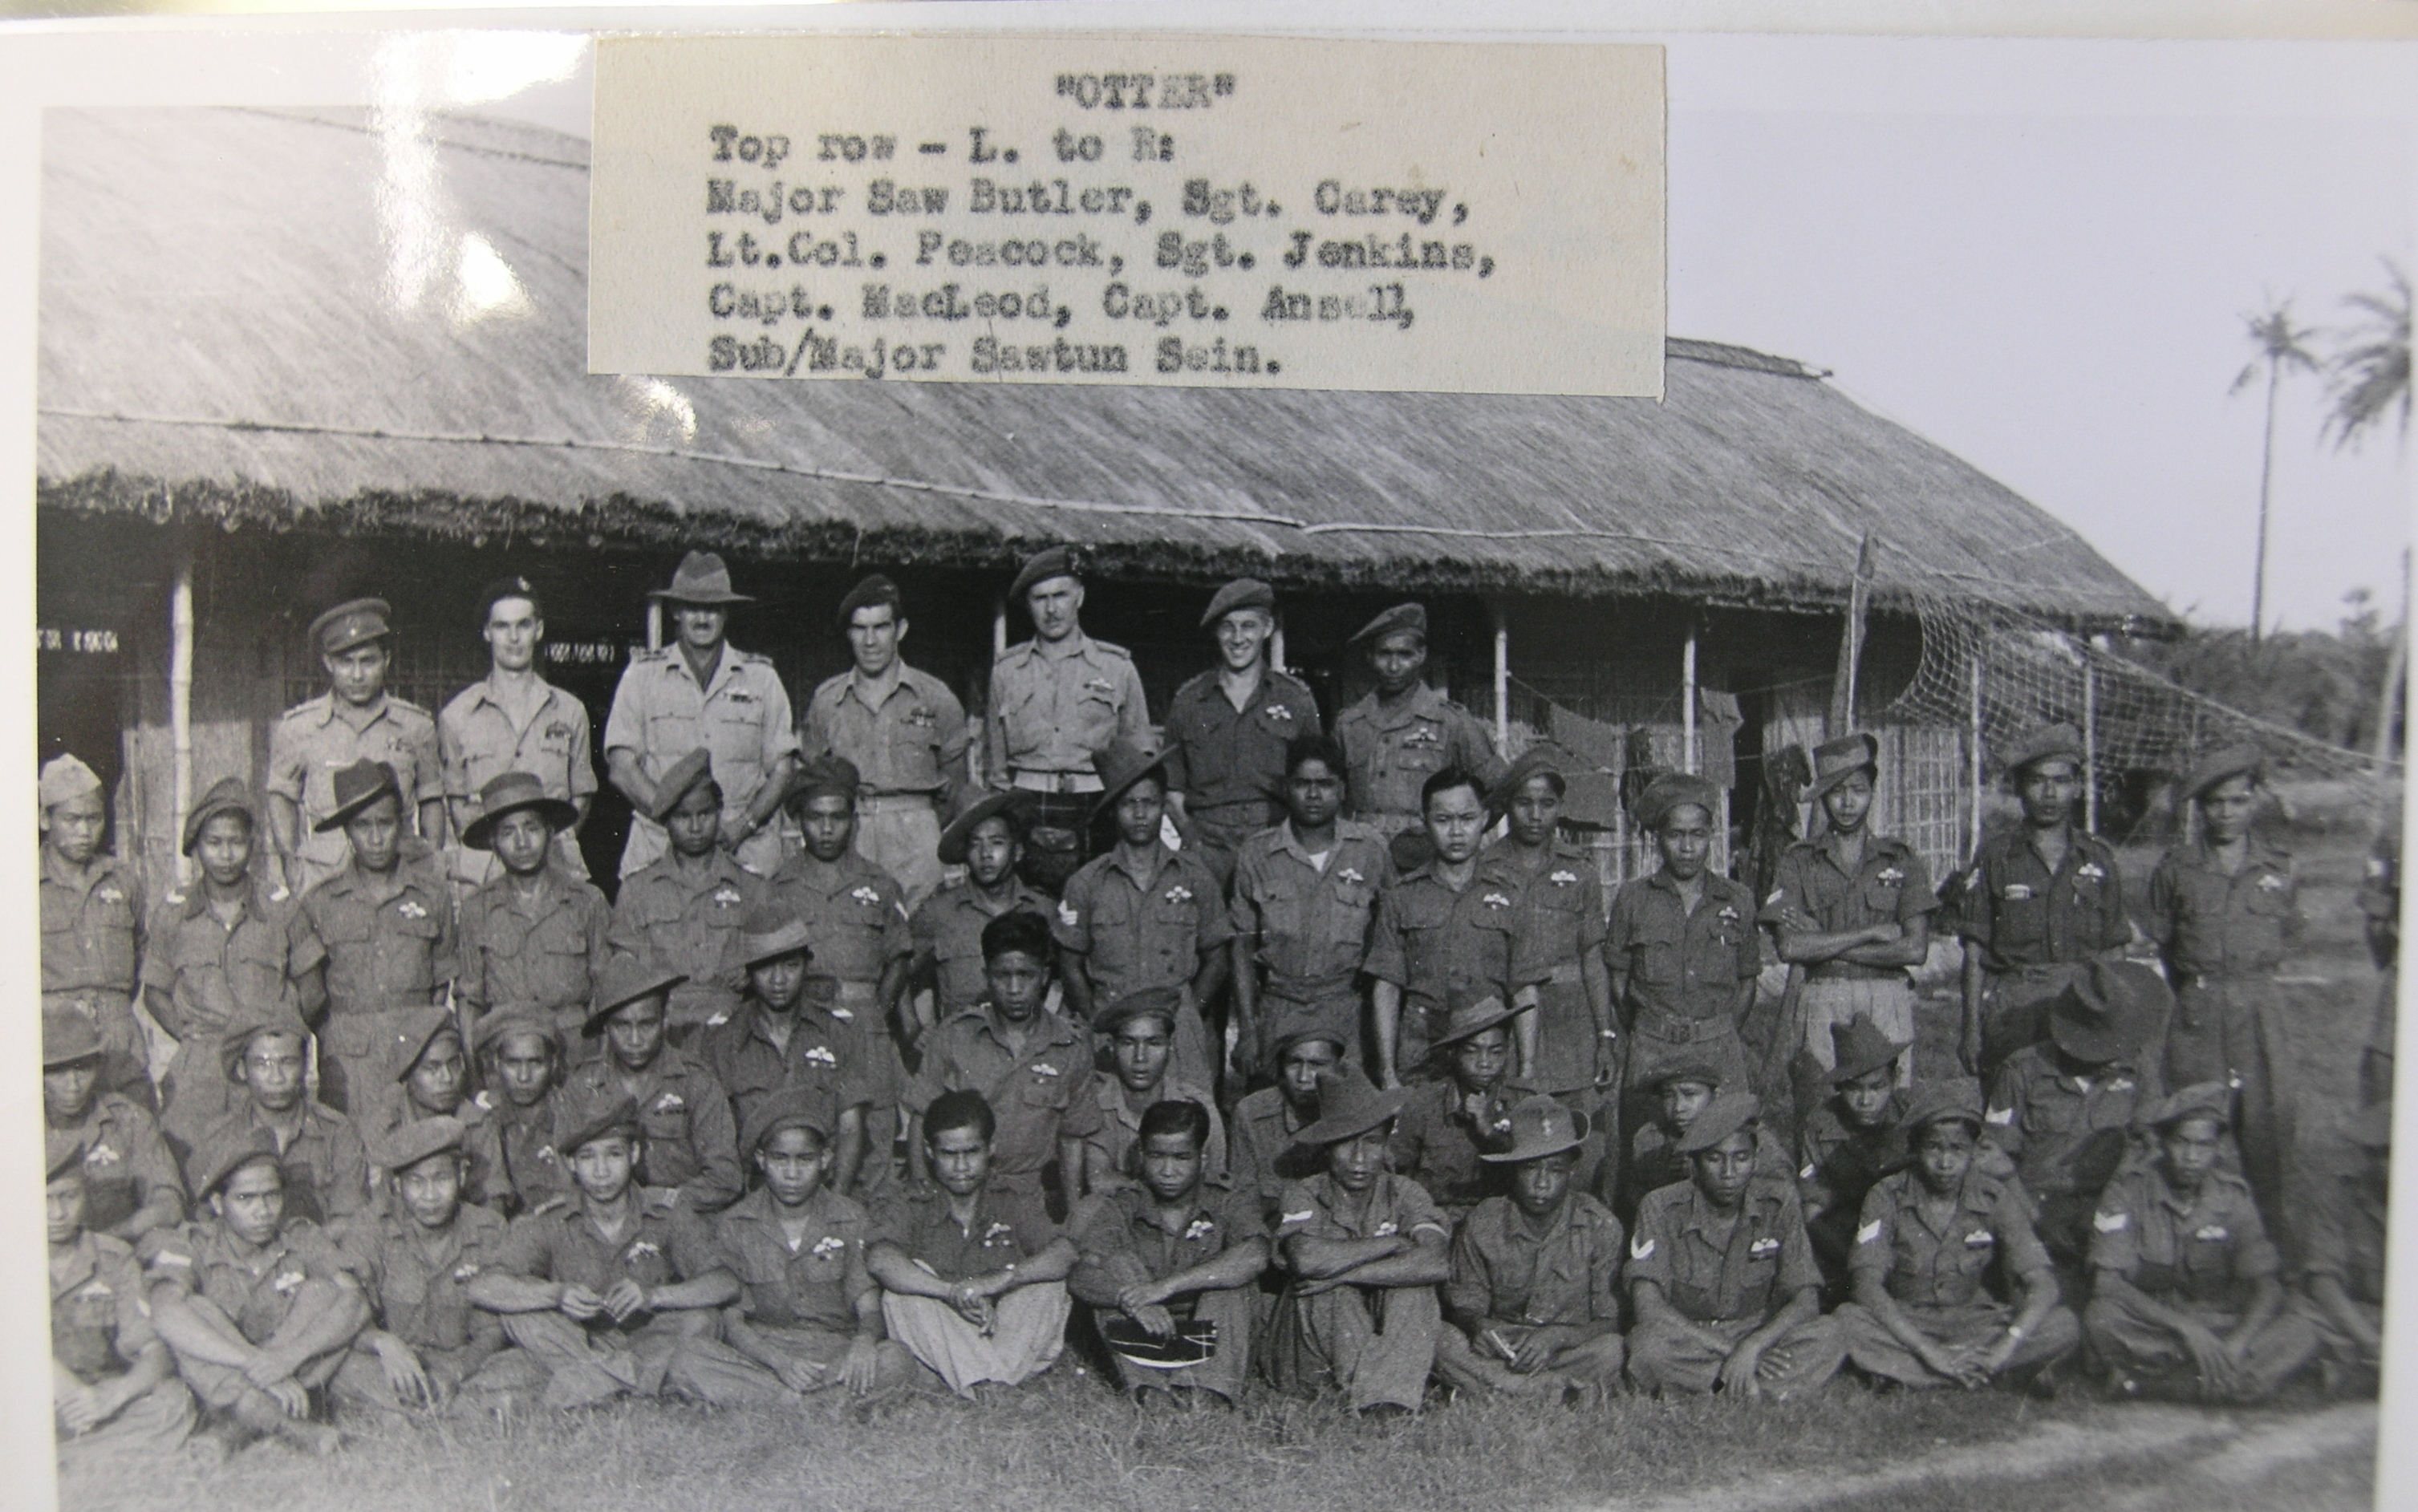 "OTTER"
Top row - L. to R:
Major Saw Butler, Sgt. Carey,
Lt.Col. Peacock, Sgt. Jenkins,
Capt. MacLeod, Capt. Ansell,
Sub/Major Sawtun Sein.